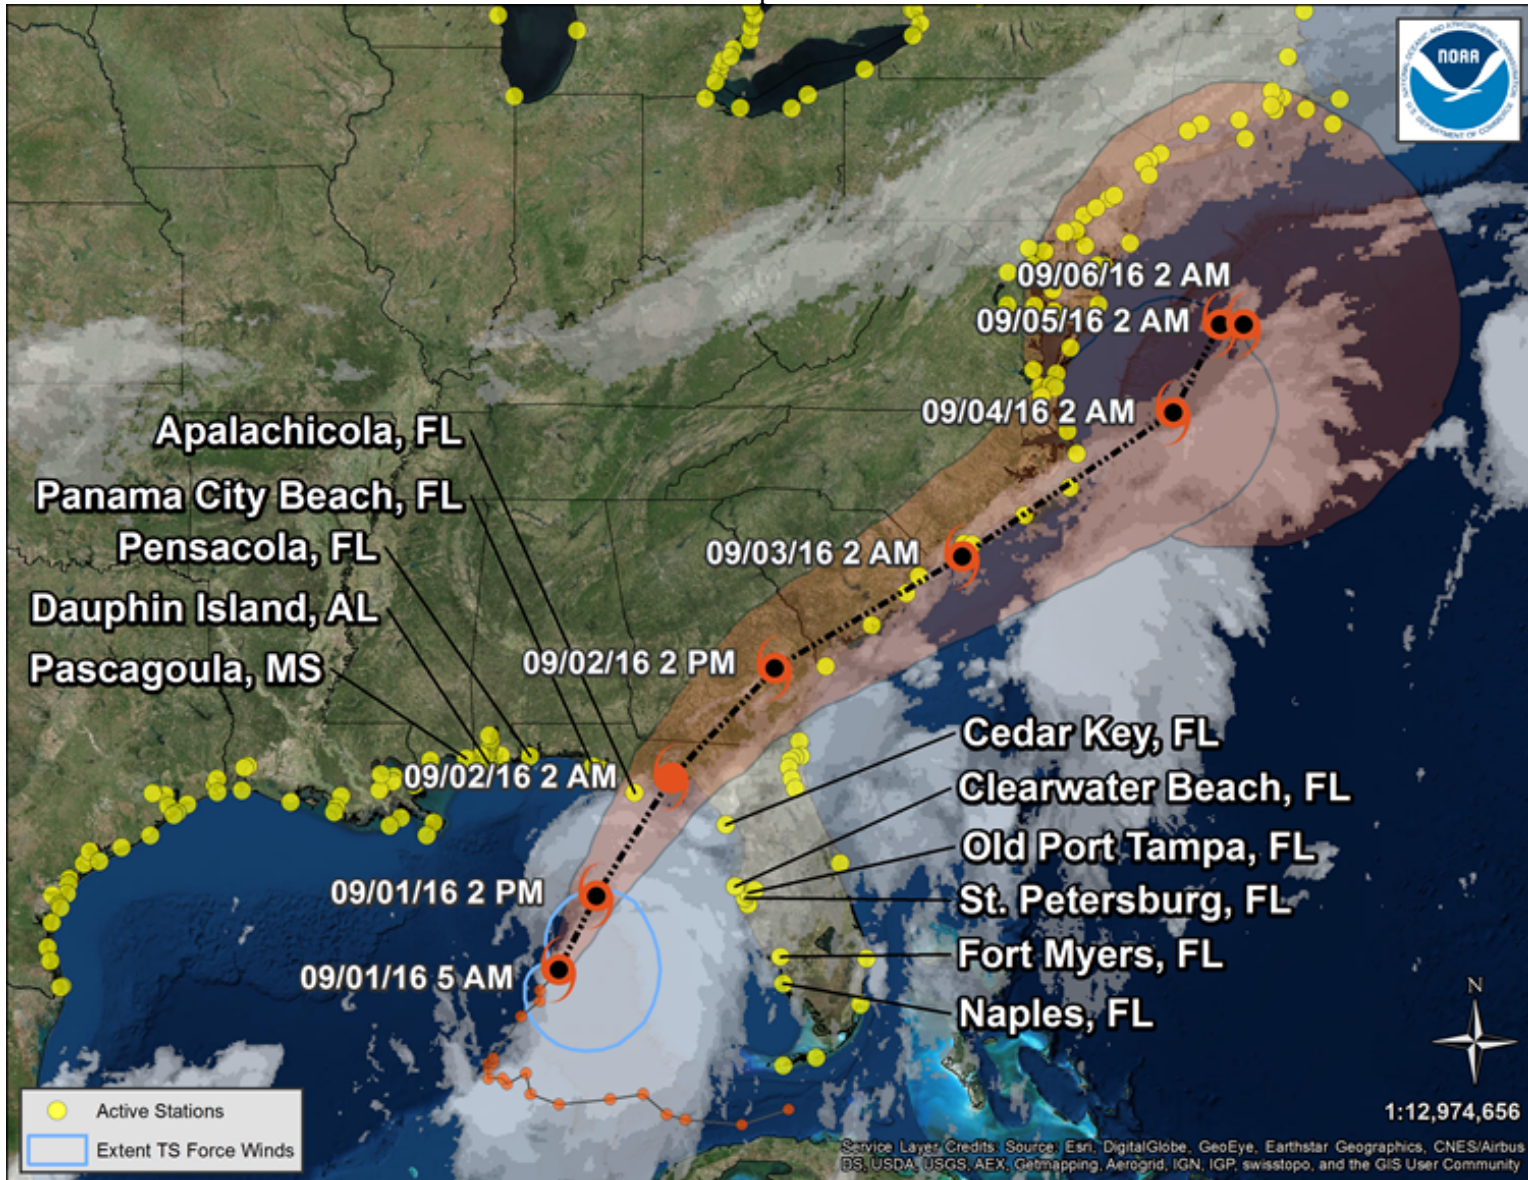 NOAA
NATIONAL OCEANIC AND ATMOSPHERIC ADMINISTRATION
U.S. DEPARTMENT OF COMMERCE
09/06/16 2 AM
09/05/16 2 AM
09/04/16 2 AM
Apalachicola, FL
Panama City Beach, FL
Pensacola, FL
09/03/16 2 AM
Dauphin Island, AL
Pascagoula, MS
09/02/16 2 PM
Cedar Key, FL
09/02/16 2 AM
Clearwater Beach, FL
Old Port Tampa, FL
09/01/16 2 PM
St. Petersburg, FL
Fort Myers, FL
09/01/16 5 AM
Naples, FL
N
Active Stations
Extent TS Force Winds
1:12,974,656
Service Layer Credits: Source: Esri, DigitalGlobe, GeoEye, Earthstar Geographics, CNES/Airbus
DS, USDA, USGS, AEX, Getmapping, Aerogrid, IGN, IGP, swisstopo, and the GIS User Community